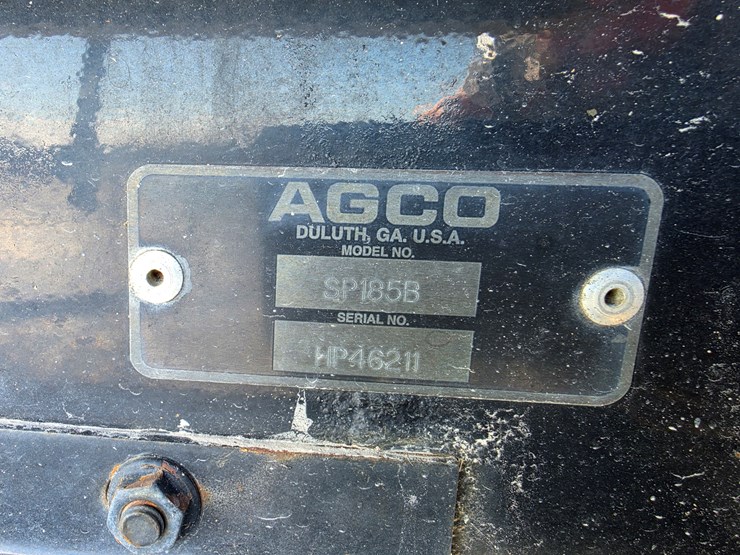 AGCO
DULUTH, GA. U.S.A.
MODEL NO.
SP185B
SERIAL NO.
HP46211